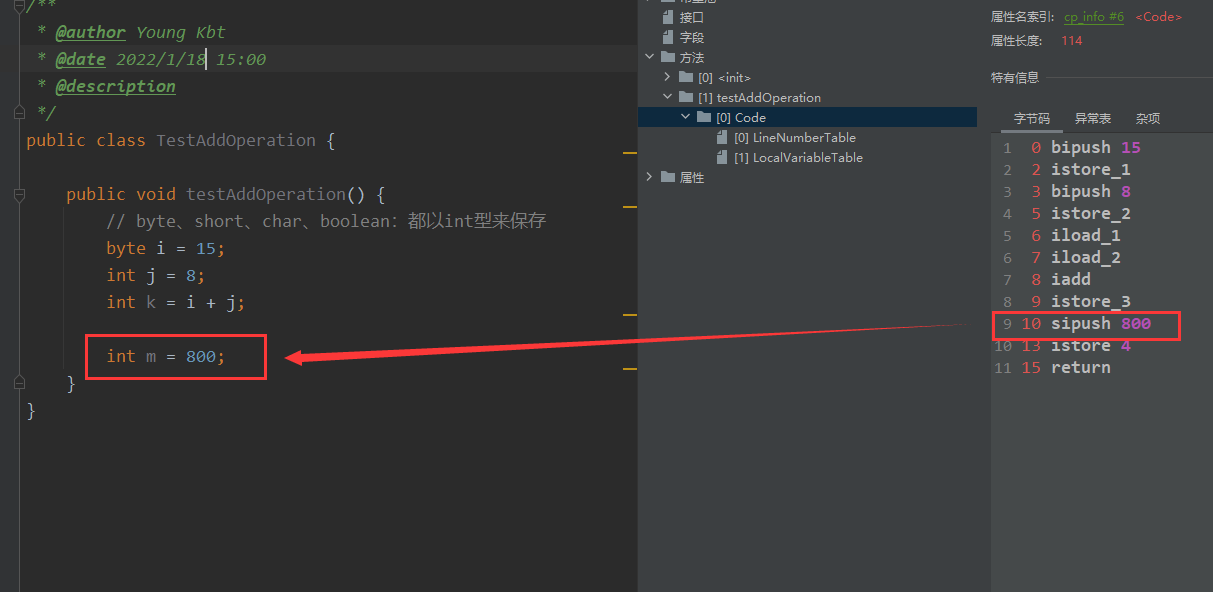 /**
* @author Young Kbt
* @date 2022/1/18 15:00
* @description
*/
public class TestAddOperation {
public void testAddOperation() {
// byte、short、char、boolean：都以int型来保存
byte i = 15;
int j = 8;
int k = i + j;
int m = 800;
}
}
接口
字段
方法
[0] <init>
[1] testAddOperation
[0] Code
[0] LineNumberTable
[1] LocalVariableTable
属性
属性名索引: cp_info #6 <Code>
属性长度: 114
特有信息
字节码 异常表 杂项
1 0 bipush 15
2 2 istore_1
3 3 bipush 8
4 5 istore_2
5 6 iload_1
6 7 iload_2
7 8 iadd
8 9 istore_3
9 10 sipush 800
10 13 istore 4
11 15 return